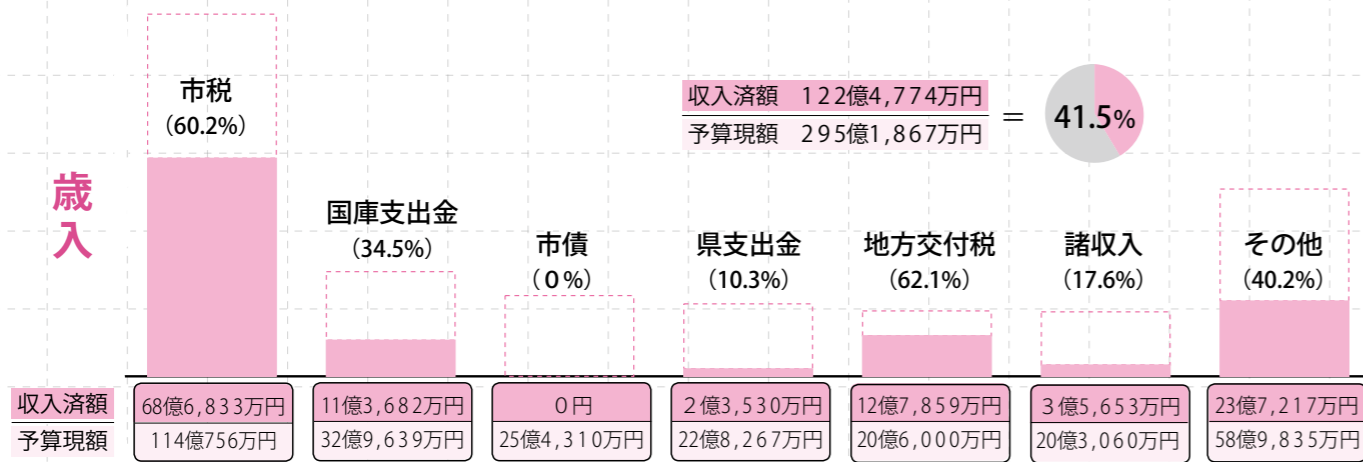 歳入
収入済額 122億4,774万円
予算現額 295億1,867万円
=
41.5%
市税
(60.2%)
国庫支出金
(34.5%)
市債
(0%)
県支出金
(10.3%)
地方交付税
(62.1%)
諸収入
(17.6%)
その他
(40.2%)
収入済額 68億6,833万円 11億3,682万円 0円 2億3,530万円 12億7,859万円 3億5,653万円 23億7,217万円
予算現額 114億756万円 32億9,639万円 25億4,310万円 22億8,267万円 20億6,000万円 20億3,060万円 58億9,835万円